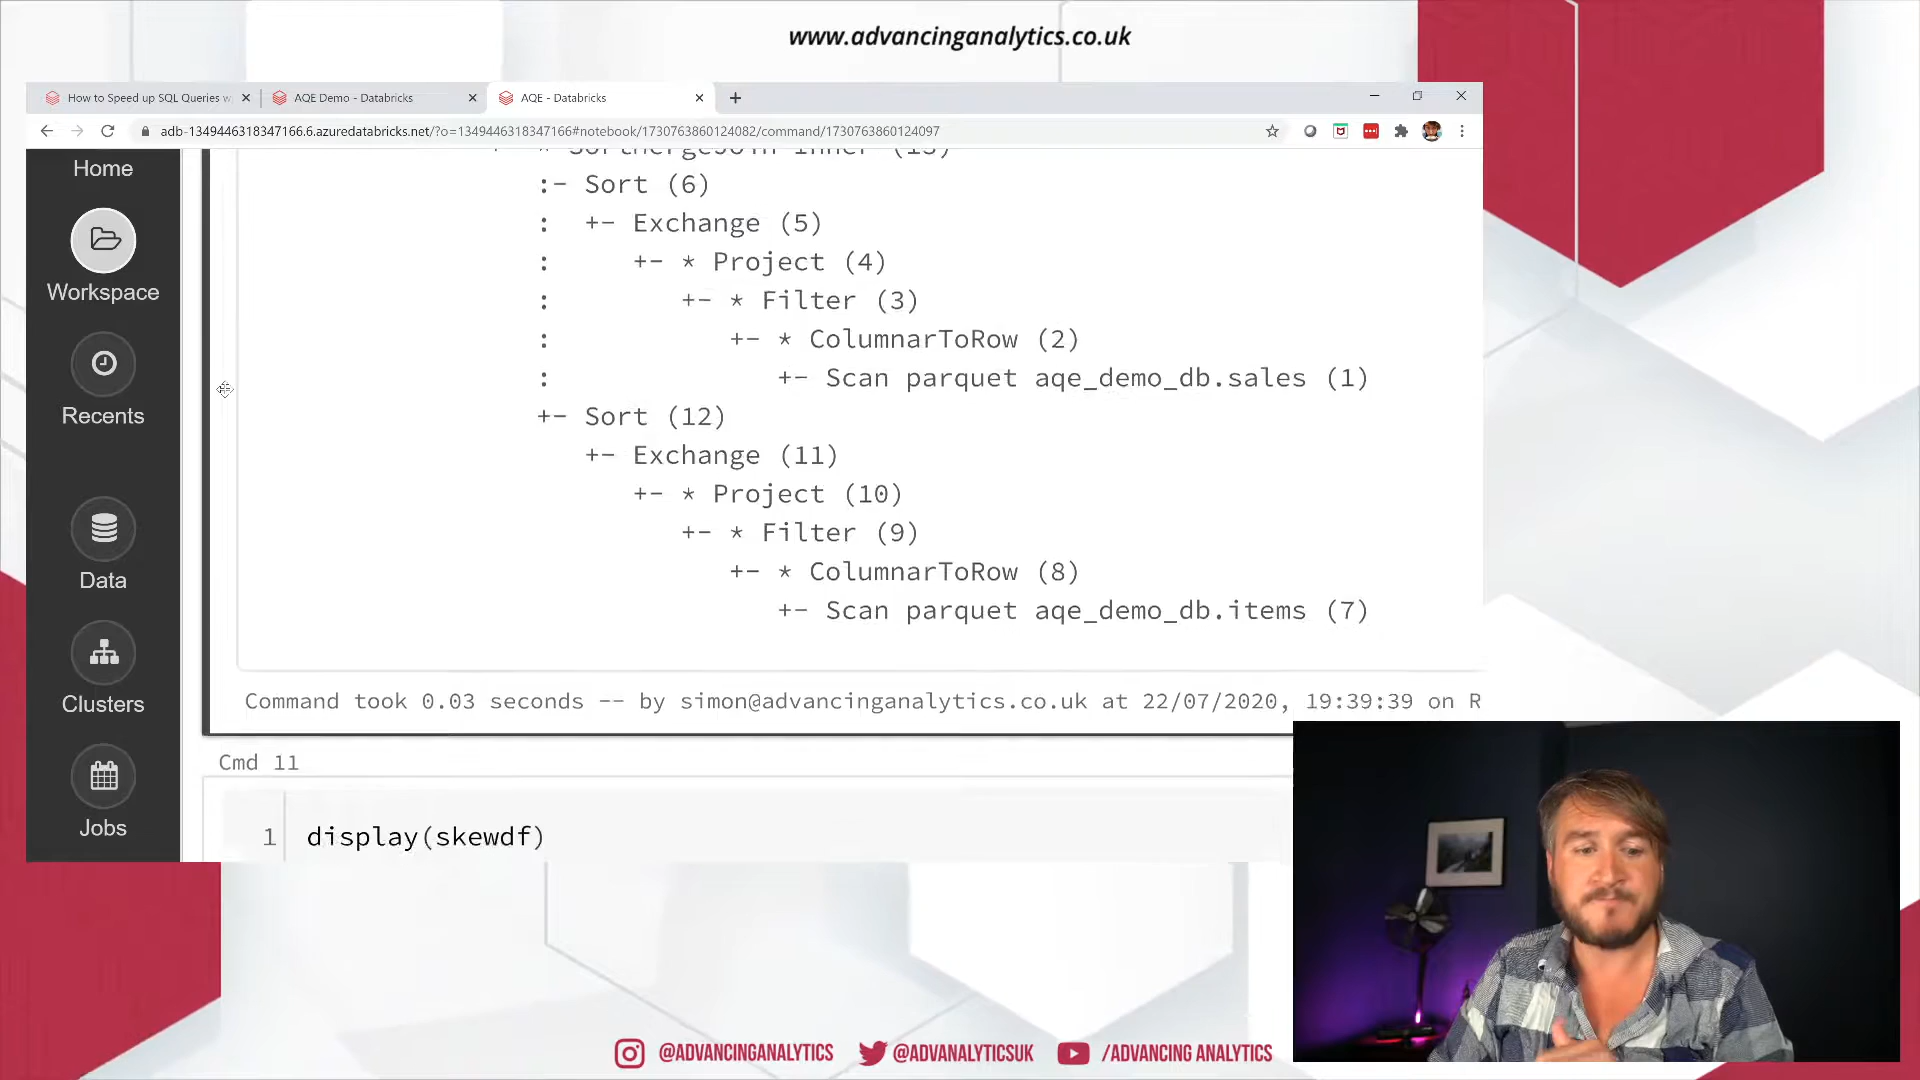 www.advancinganalytics.co.uk
How to Speed up SQL Queries w
AQE Demo - Databricks
AQE - Databricks
adb-1349446318347166.6.azuredatabricks.net/?o=1349446318347166#notebook/1730763860124082/command/1730763860124097
Home
Workspace
Recents
Data
Clusters
Jobs
+- * SortMergeJoin Inner (13)
:- Sort (6)
: +- Exchange (5)
: +- * Project (4)
: +- * Filter (3)
: +- * ColumnarToRow (2)
: +- Scan parquet aqe_demo_db.sales (1)
+- Sort (12)
+- Exchange (11)
+- * Project (10)
+- * Filter (9)
+- * ColumnarToRow (8)
+- Scan parquet aqe_demo_db.items (7)
Command took 0.03 seconds -- by simon@advancinganalytics.co.uk at 22/07/2020, 19:39:39 on R
Cmd 11
1 display(skewdf)
@ADVANCINGANALYTICS
@ADVANALYTICSUK
/ADVANCING ANALYTICS